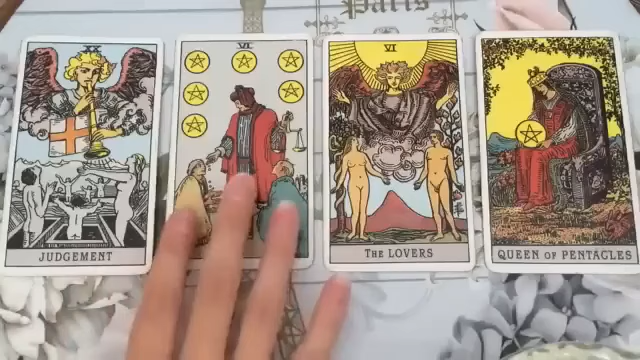 Paris
XX
JUDGEMENT
VI
VI
THE LOVERS
QUEEN OF PENTACLES